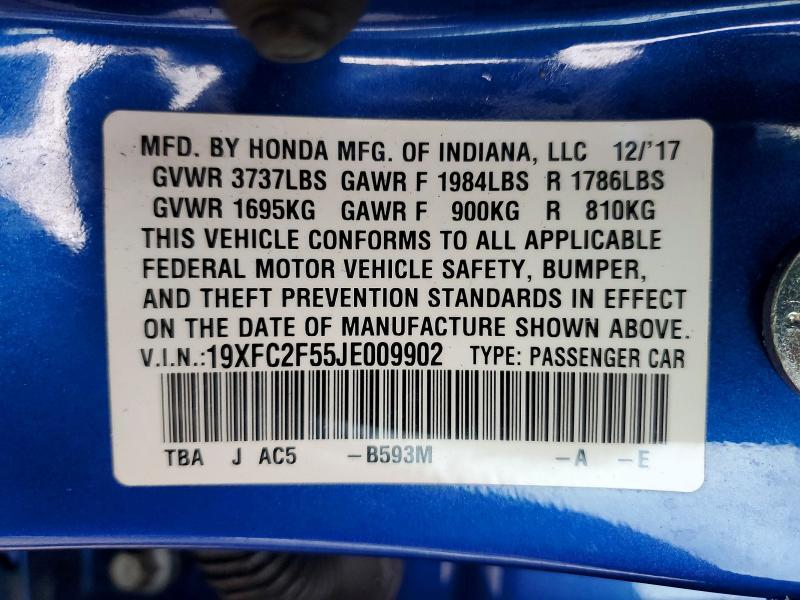 MFD. BY HONDA MFG. OF INDIANA, LLC 12/'17
GVWR 3737LBS GAWR F 1984LBS R 1786LBS
GVWR 1695KG GAWR F 900KG R 810KG
THIS VEHICLE CONFORMS TO ALL APPLICABLE
FEDERAL MOTOR VEHICLE SAFETY, BUMPER,
AND THEFT PREVENTION STANDARDS IN EFFECT
ON THE DATE OF MANUFACTURE SHOWN ABOVE.
V.I.N.:19XFC2F55JE009902 TYPE: PASSENGER CAR
TBA J AC5 -B593M -A -E